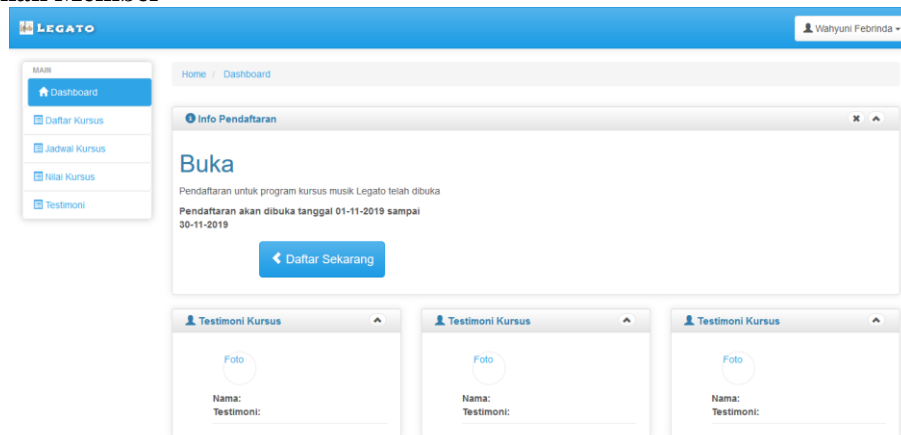 LEGATO
Wahyuni Febrinda
MAIN
Dashboard
Daftar Kursus
Jadwal Kursus
Nilai Kursus
Testimoni
Home / Dashboard
Info Pendaftaran
Buka
Pendaftaran untuk program kursus musik Legato telah dibuka
Pendaftaran akan dibuka tanggal 01-11-2019 sampai
30-11-2019
Daftar Sekarang
Testimoni Kursus
Foto
Nama:
Testimoni:
Testimoni Kursus
Foto
Nama:
Testimoni:
Testimoni Kursus
Foto
Nama:
Testimoni: